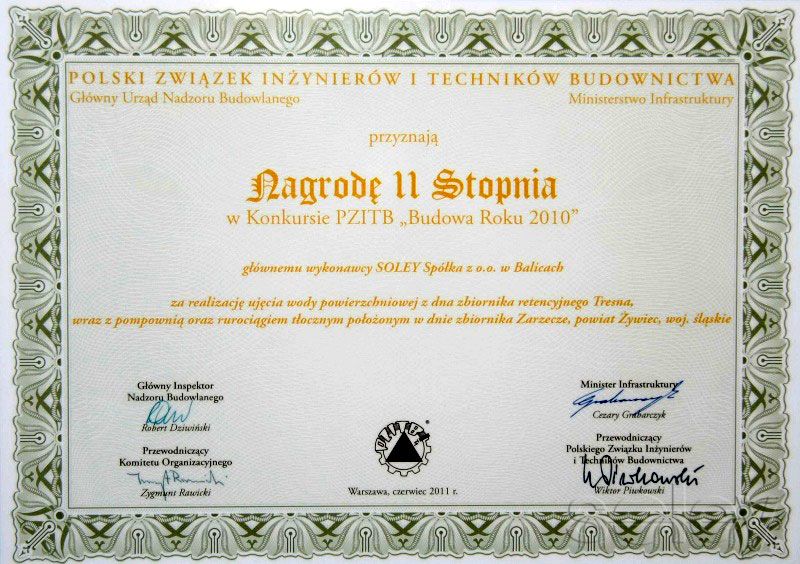 POLSKI ZWIĄZEK INŻYNIERÓW I TECHNIKÓW BUDOWNICTWA
Główny Urząd Nadzoru Budowlanego
Ministerstwo Infrastruktury
przyznają
Nagrodę II Stopnia
w Konkursie PZITB „Budowa Roku 2010”
głównemu wykonawcy SOLEY Spółka z o.o. w Balicach
za realizację ujęcia wody powierzchniowej z dna zbiornika retencyjnego Tresna,
wraz z pompownią oraz rurociągiem tłocznym położonym w dnie zbiornika Zarzecze, powiat Żywiec, woj. śląskie
Główny Inspektor
Nadzoru Budowlanego
Robert Dziwiński
Przewodniczący
Komitetu Organizacyjnego
Zygmunt Rawicki
Warszawa, czerwiec 2011 r.
Minister Infrastruktury
Cezary Grabarczyk
Przewodniczący
Polskiego Związku Inżynierów
i Techników Budownictwa
Wiktor Piwkowski